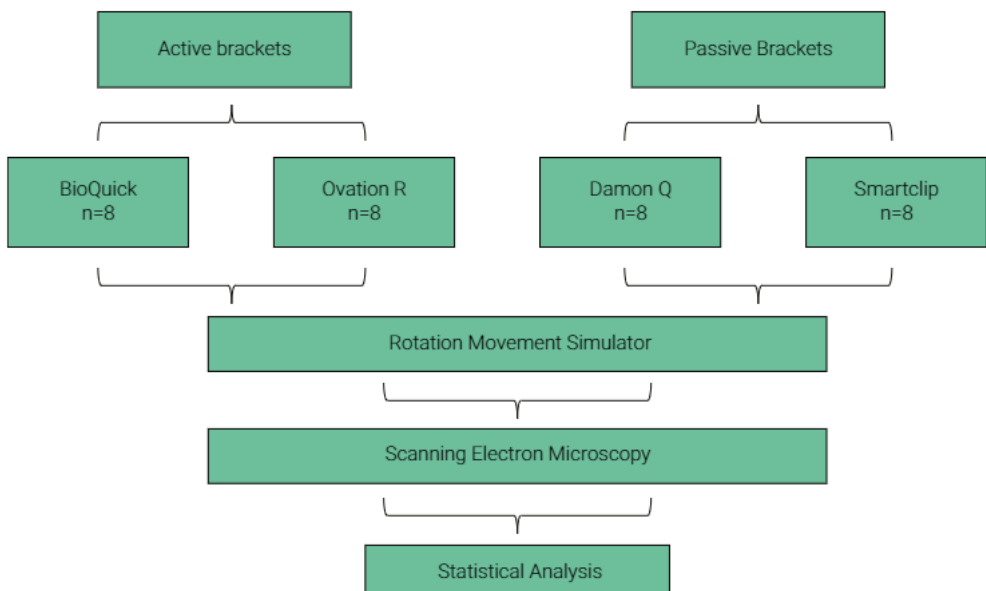 Active brackets
Passive Brackets
BioQuick
n=8
Ovation R
n=8
Damon Q
n=8
Smartclip
n=8
Rotation Movement Simulator
Scanning Electron Microscopy
Statistical Analysis